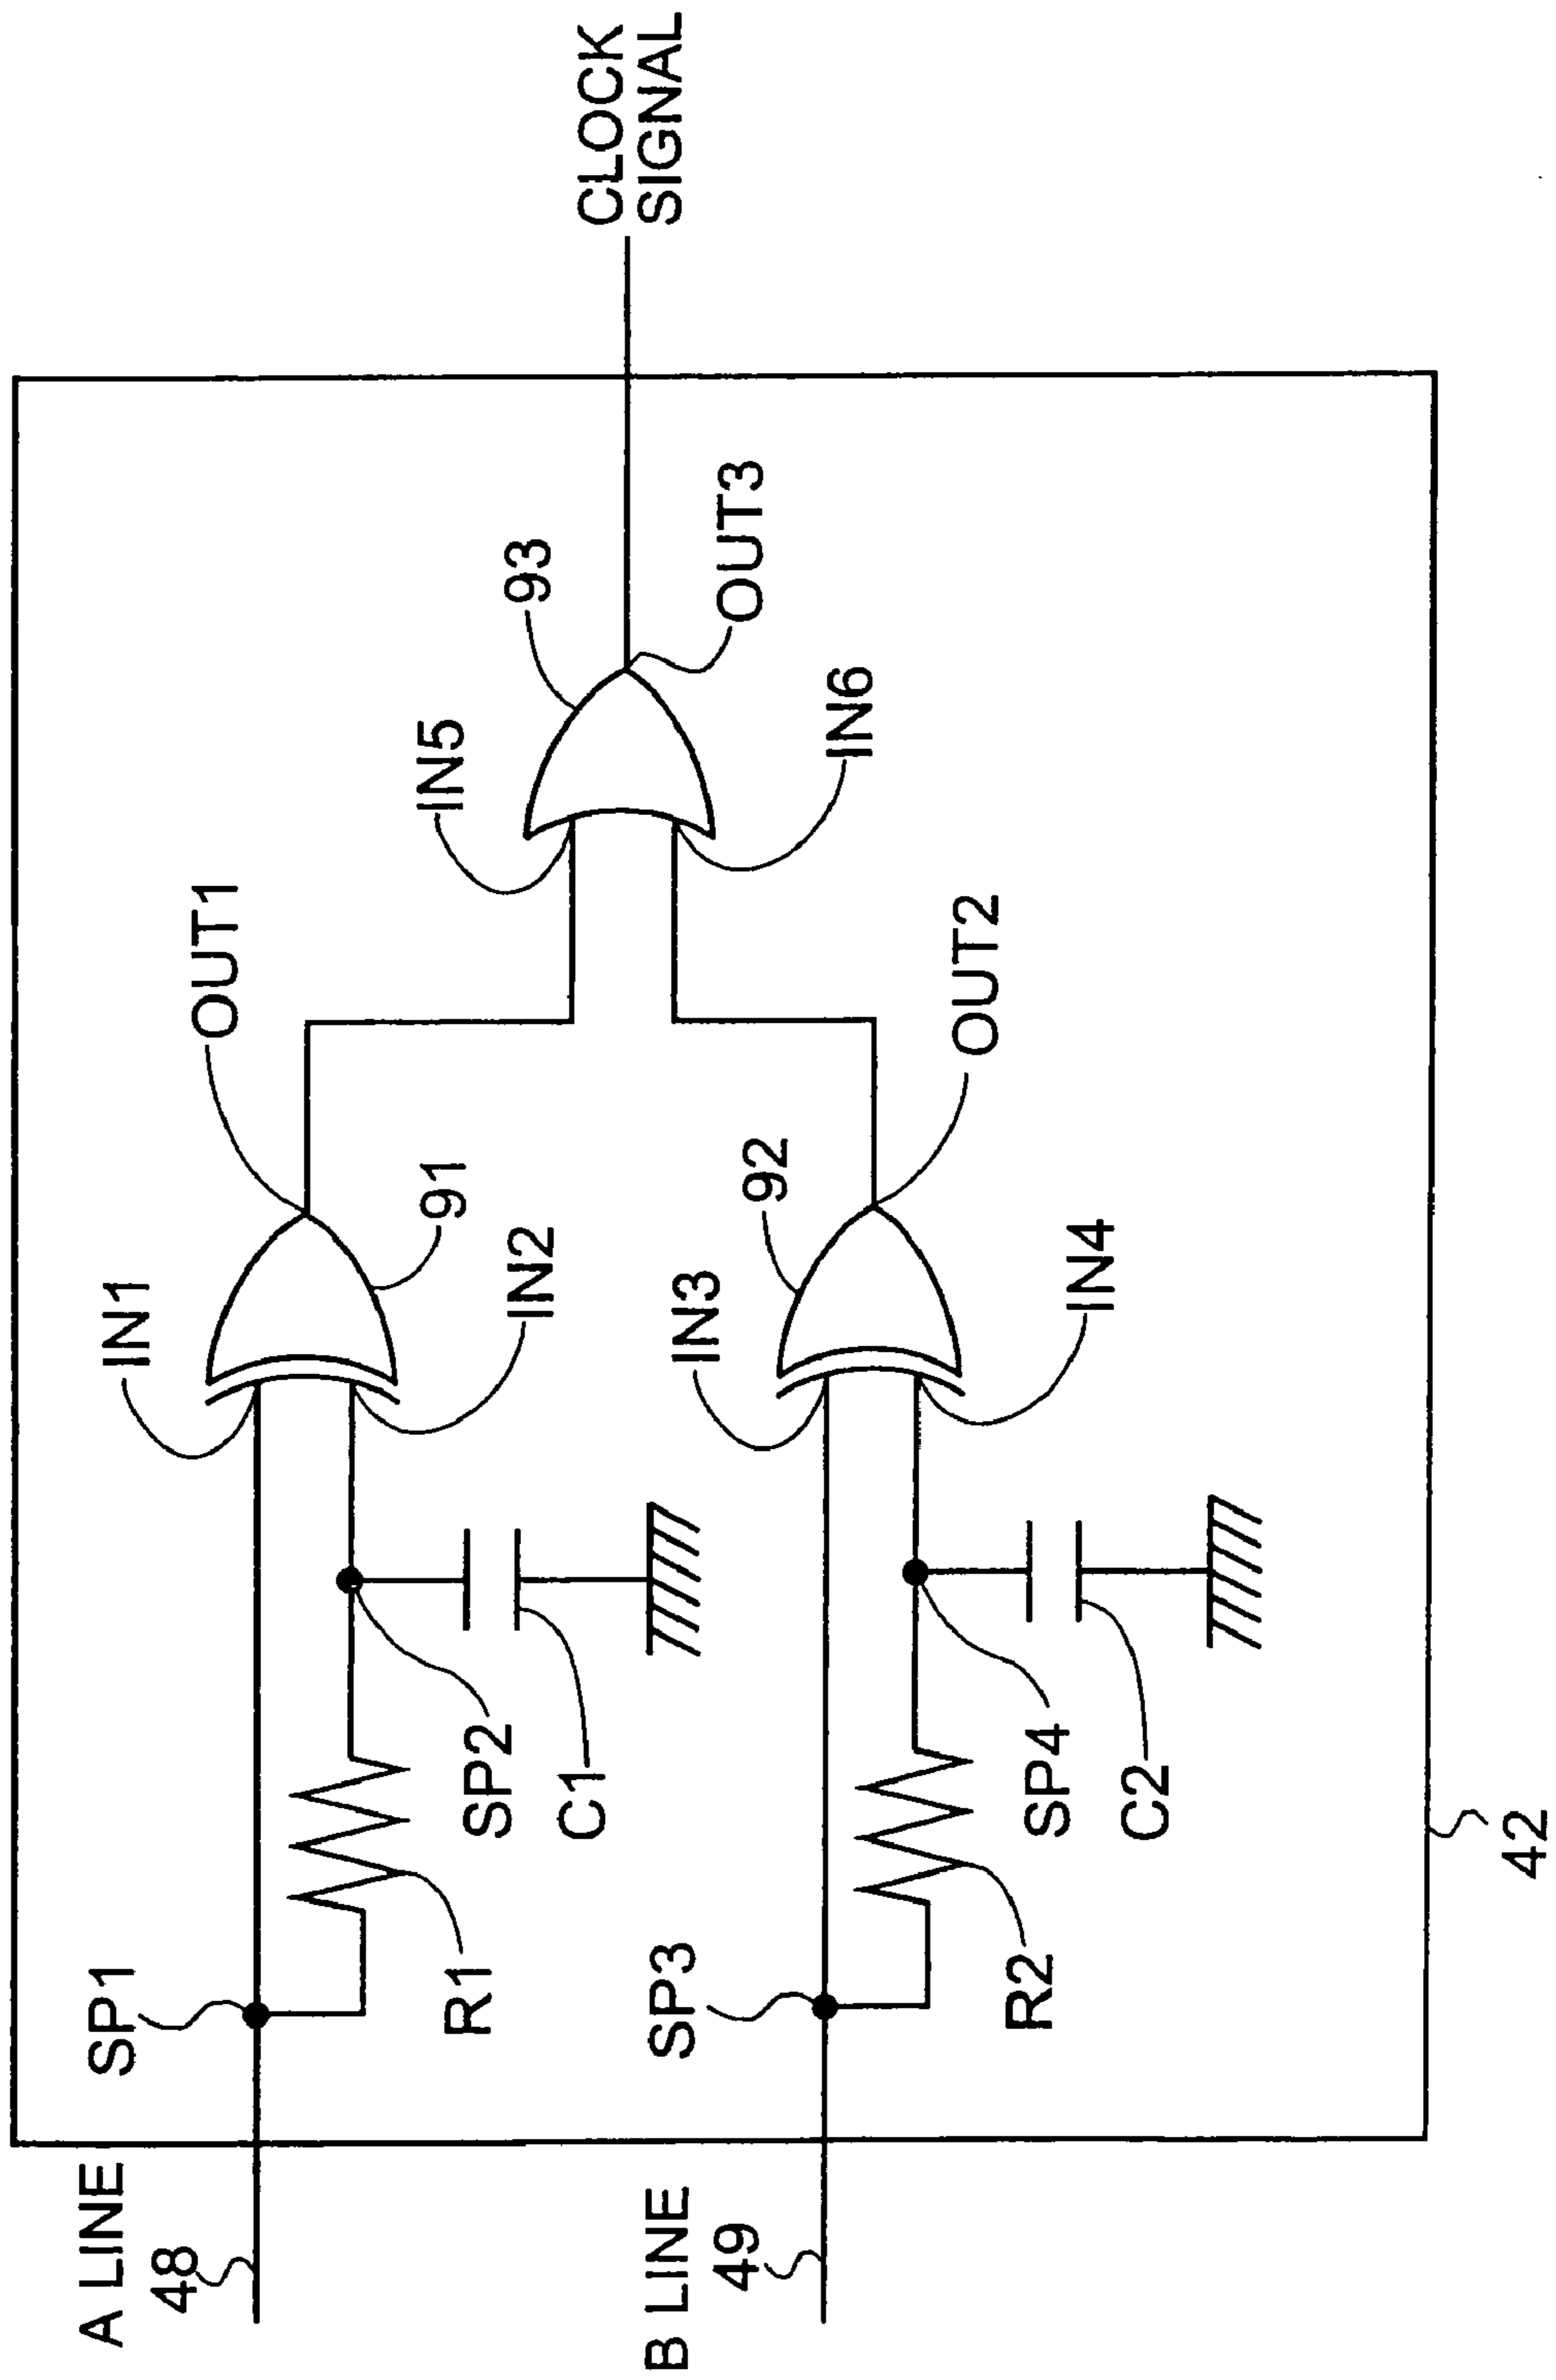 A LINE
48
SP1
R1
SP2
C1
IN1
IN2
91
OUT1
IN5
93
OUT3
IN6
CLOCK
SIGNAL
B LINE
49
SP3
R2
SP4
C2
IN3
IN4
92
OUT2
42